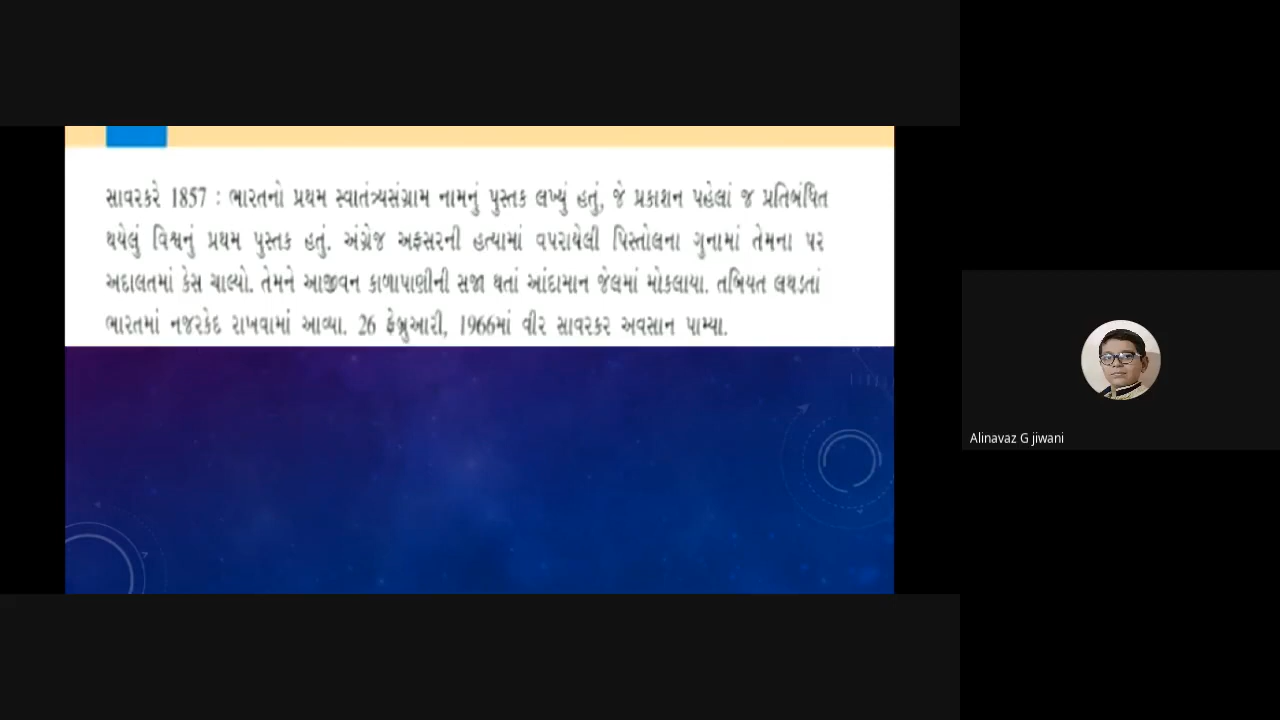 સાવરકરે 1857 : ભારતનો પ્રથમ સ્વાતંત્ર્યસંગ્રામ નામનું પુસ્તક લખ્યું હતું, જે પ્રકાશન પહેલાં જ પ્રતિબંધિત
થયેલું વિશ્વનું પ્રથમ પુસ્તક હતું. અંગ્રેજ અફસરની હત્યામાં વપરાયેલી પિસ્તોલના ગુનામાં તેમના પર
અદાલતમાં કેસ ચાલ્યો. તેમને આજીવન કાળાપાણીની સજા થતાં આંદામાન જેલમાં મોકલાયા. તબિયત લથડતાં
ભારતમાં નજરકેદ રાખવામાં આવ્યા. 26 ફેબ્રુઆરી, 1966માં વીર સાવરકર અવસાન પામ્યા.
Alinavaz G jiwani